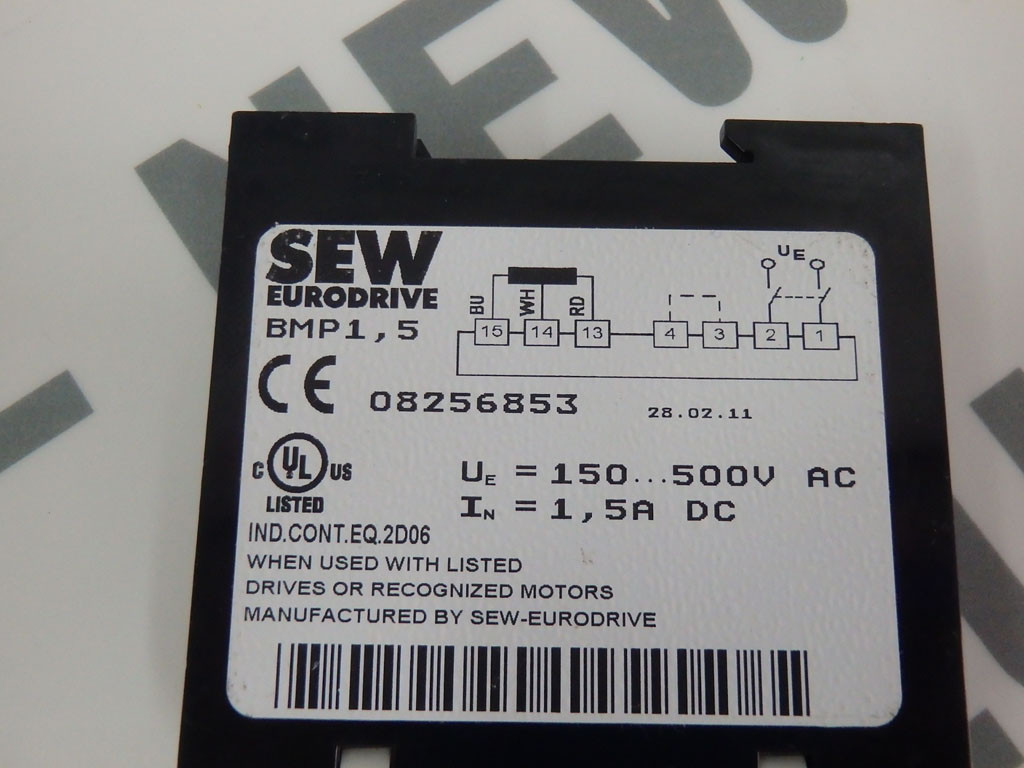 NEW
SEW
EURODRIVE
BMP1,5
BU WH RD
UE
15 14 13 4 3 2 1
CE 08256853 28.02.11
C UL US
LISTED
UE = 150...500V AC
IN = 1,5A DC
IND.CONT.EQ.2D06
WHEN USED WITH LISTED
DRIVES OR RECOGNIZED MOTORS
MANUFACTURED BY SEW-EURODRIVE